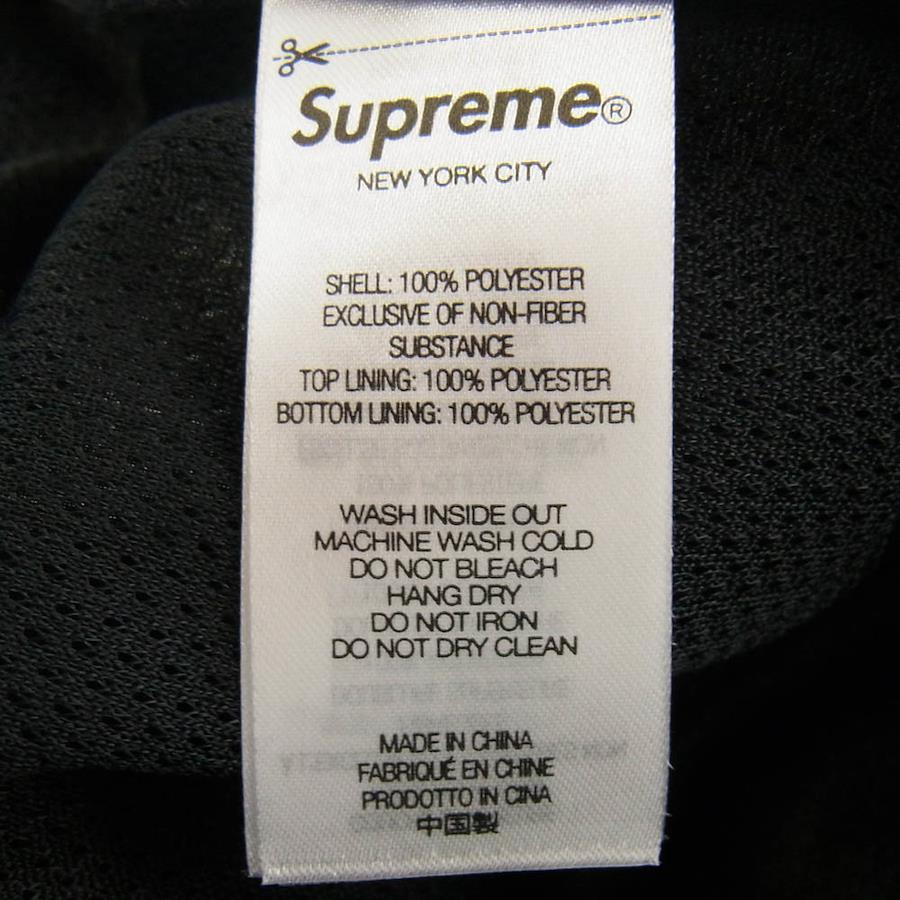 Supreme®
NEW YORK CITY
SHELL: 100% POLYESTER
EXCLUSIVE OF NON-FIBER
SUBSTANCE
TOP LINING: 100% POLYESTER
BOTTOM LINING: 100% POLYESTER
WASH INSIDE OUT
MACHINE WASH COLD
DO NOT BLEACH
HANG DRY
DO NOT IRON
DO NOT DRY CLEAN
MADE IN CHINA
FABRIQUÉ EN CHINE
PRODOTTO IN CINA
中国製